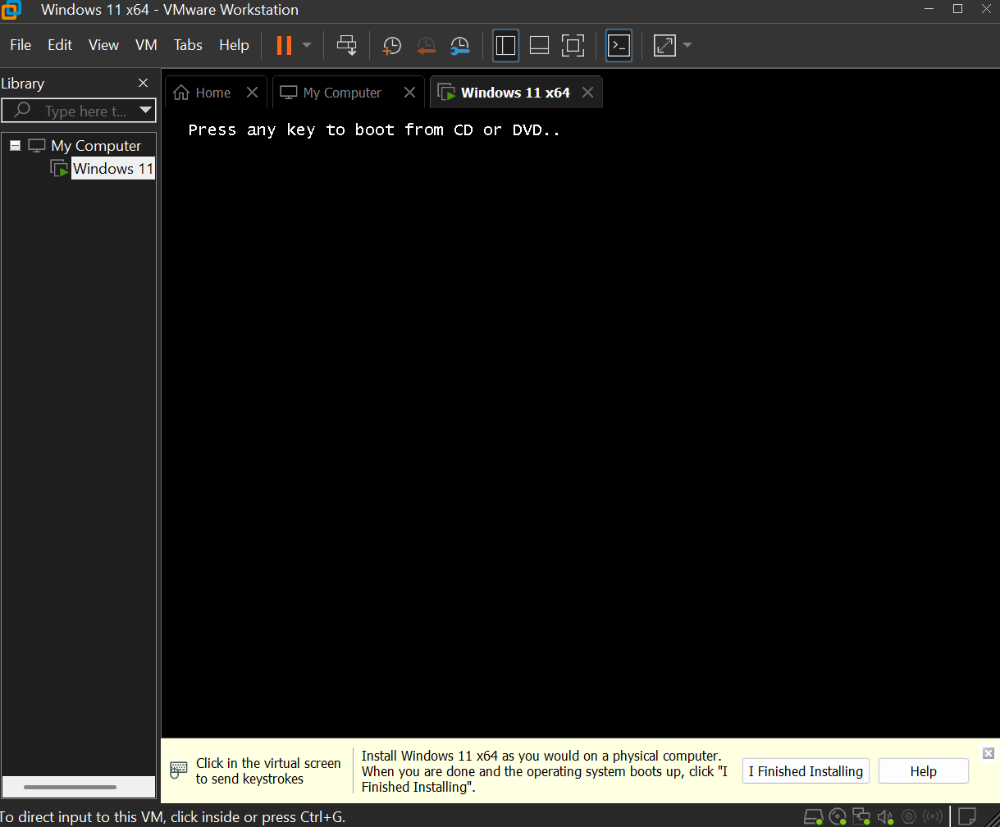 Windows 11 x64 - VMware Workstation
File Edit View VM Tabs Help
Library
Type here t...
My Computer
Windows 11
Home
My Computer
Windows 11 x64
Press any key to boot from CD or DVD..
Click in the virtual screen
to send keystrokes
Install Windows 11 x64 as you would on a physical computer.
When you are done and the operating system boots up, click "I
Finished Installing".
I Finished Installing
Help
To direct input to this VM, click inside or press Ctrl+G.